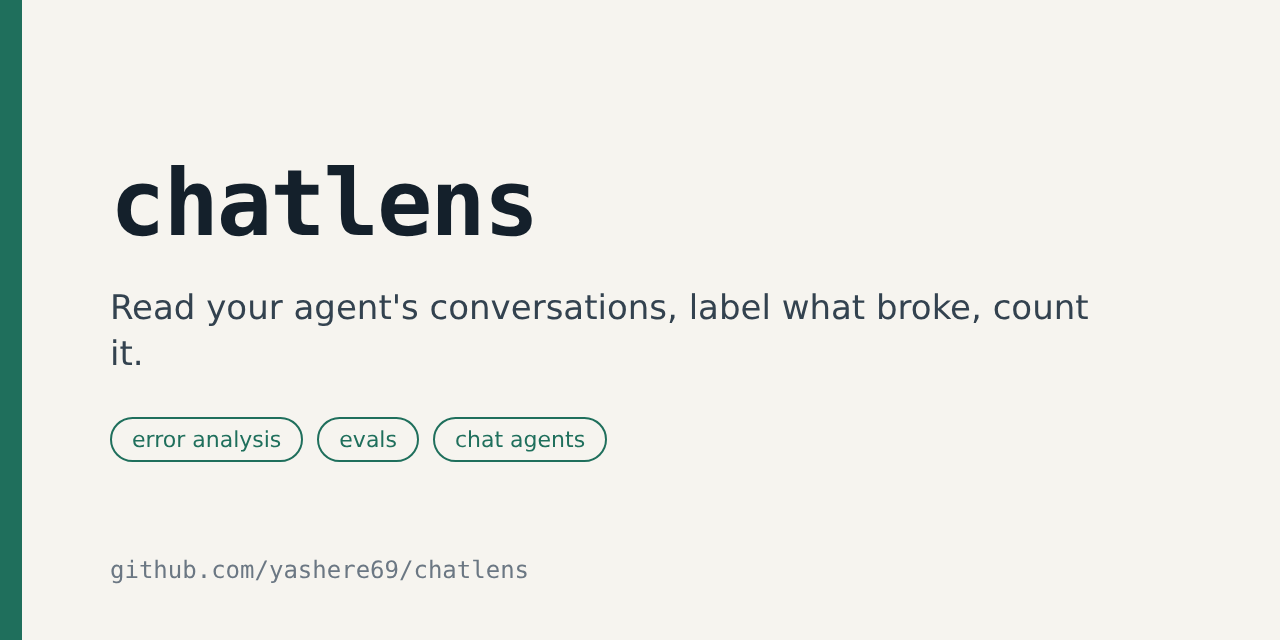 chatlens
Read your agent's conversations, label what broke, count
it.
error analysis evals chat agents
github.com/yashere69/chatlens